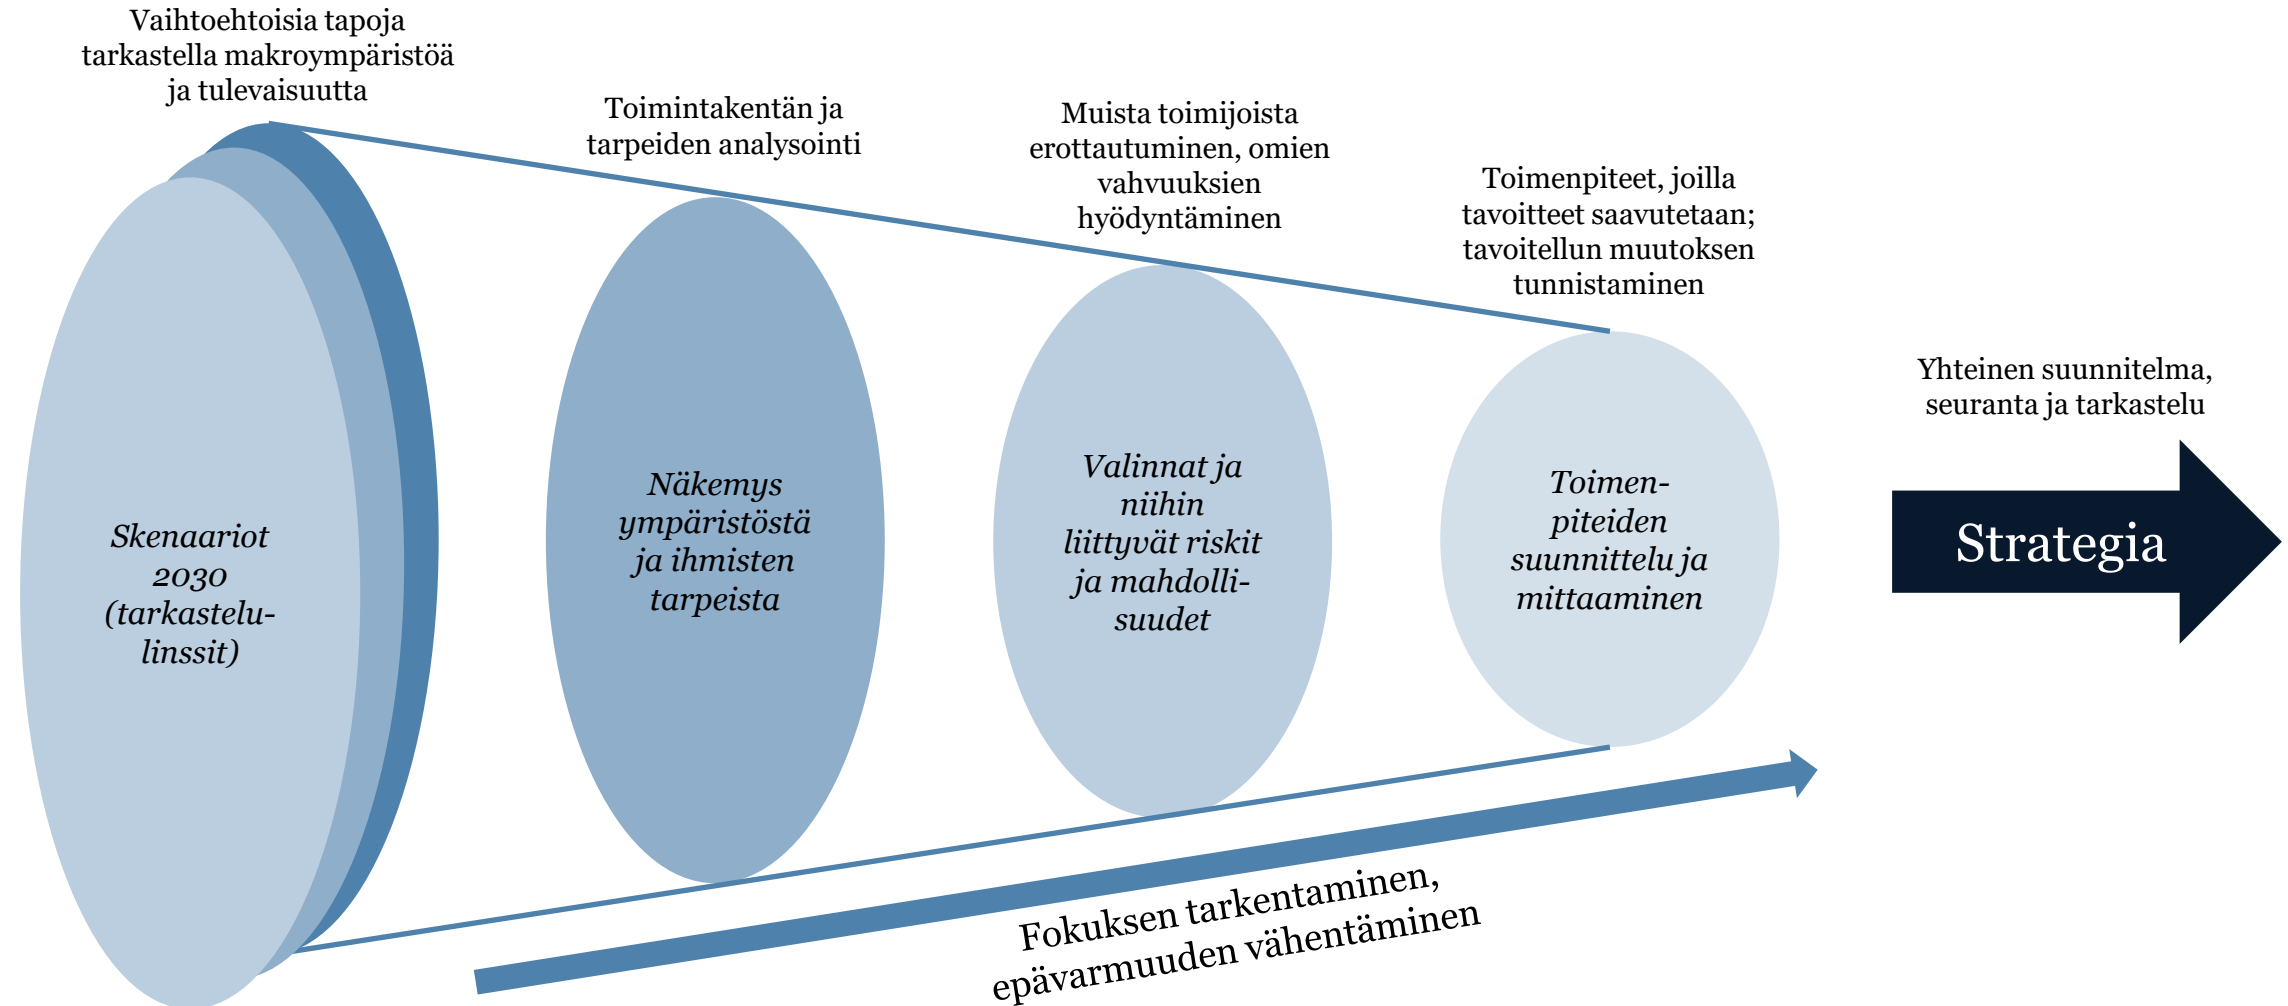 Vaihtoehtoisia tapoja
tarkastella makroympäristöä
ja tulevaisuutta
Toimintakentän ja
tarpeiden analysointi
Muista toimijoista
erottautuminen, omien
vahvuuksien
hyödyntäminen
Toimenpiteet, joilla
tavoitteet saavutetaan;
tavoitellun muutoksen
tunnistaminen
Yhteinen suunnitelma,
seuranta ja tarkastelu
Skenaariot
2030
(tarkastelu-
linssit)
Näkemys
ympäristöstä
ja ihmisten
tarpeista
Valinnat ja
niihin
liittyvät riskit
ja mahdolli-
suudet
Toimen-
piteiden
suunnittelu ja
mittaaminen
Strategia
Fokuksen tarkentaminen,
epävarmuuden vähentäminen